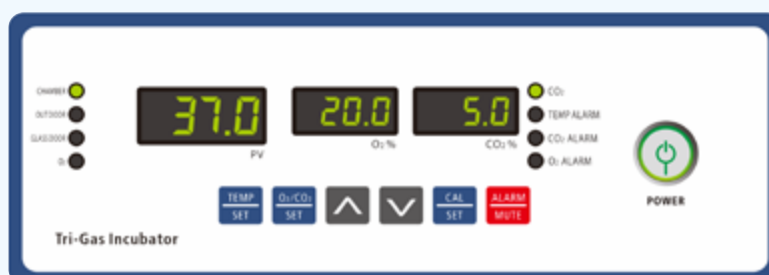 CHAMBER
OUTDOOR
GLASS DOOR
O₂
37.0
PV
20.0
O₂ %
5.0
CO₂ %
CO₂
TEMP ALARM
CO₂ ALARM
O₂ ALARM
TEMP
SET
O₂/CO₂
SET
CAL
SET
ALARM
MUTE
POWER
Tri-Gas Incubator